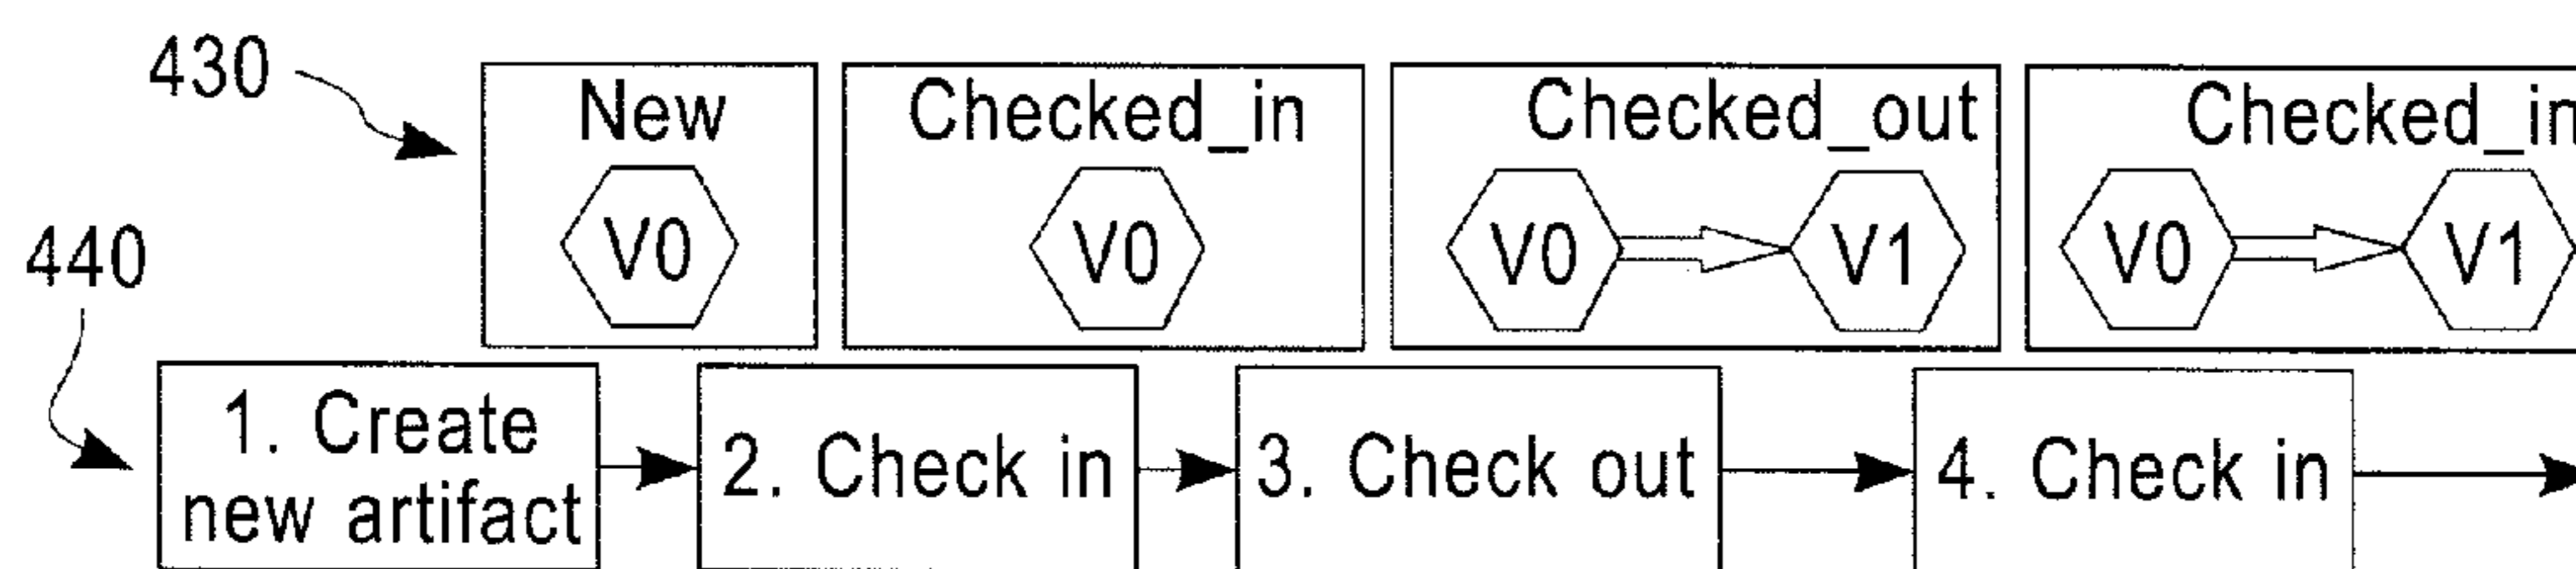 430
New
Checked_in
Checked_out
Checked_in
V0
V0
V0
V1
V0
V1
440
1. Create
new artifact
2. Check in
3. Check out
4. Check in